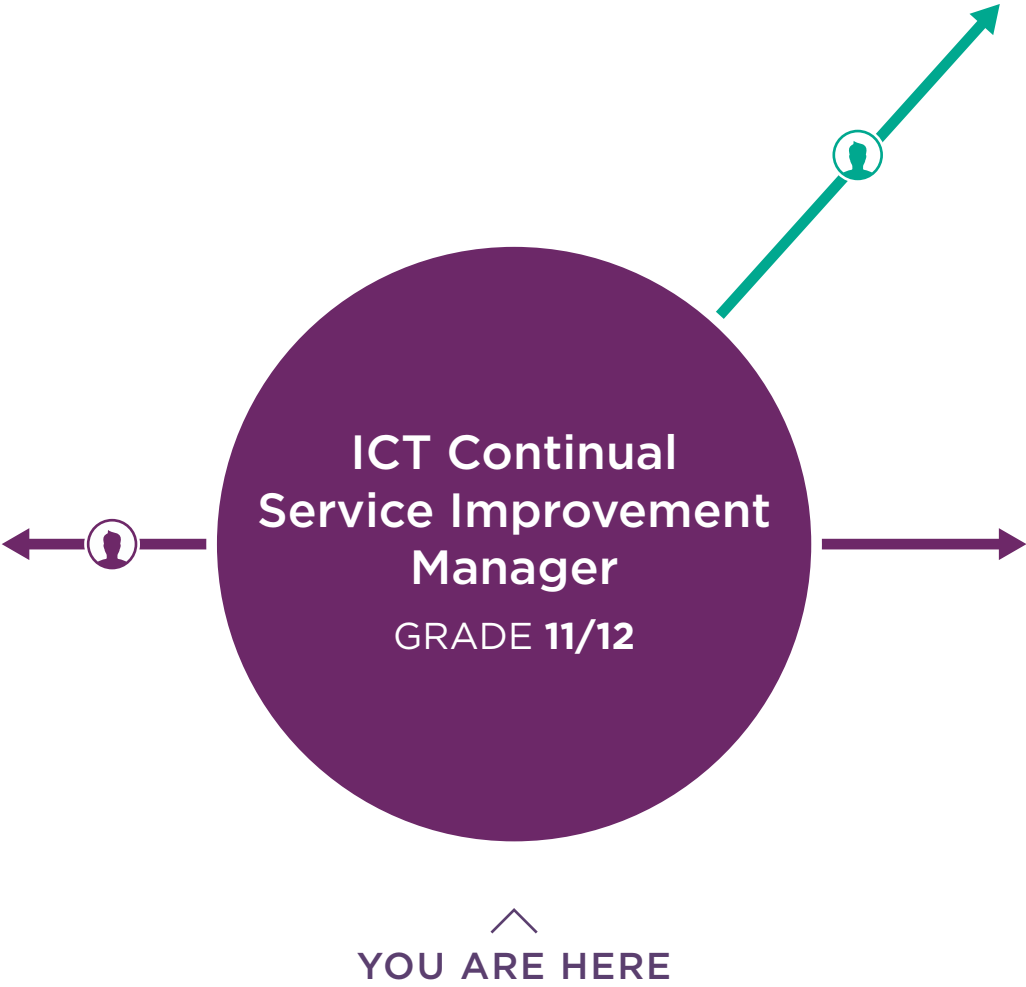 ICT Continual
Service Improvement
Manager
GRADE 11/12
YOU ARE HERE